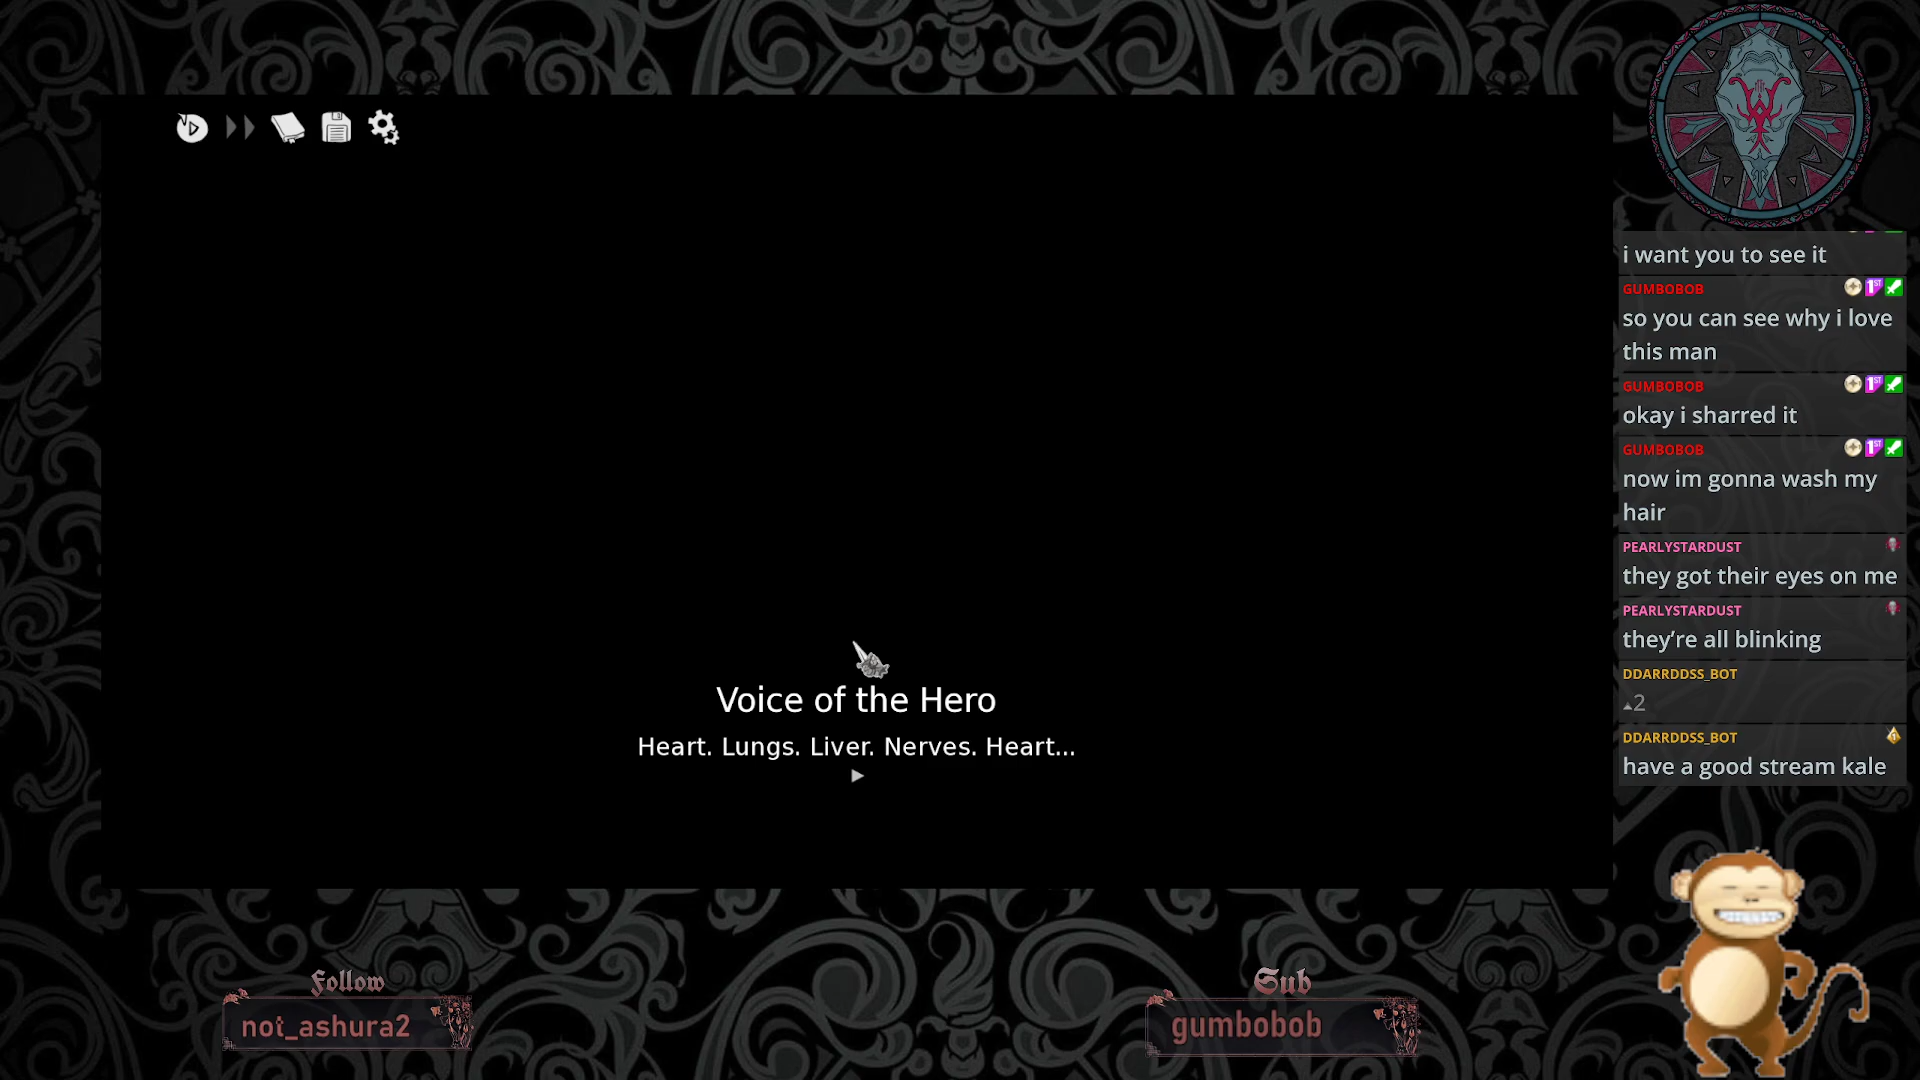 i want you to see it
GUMBOBOB
so you can see why i love
this man
GUMBOBOB
okay i sharred it
GUMBOBOB
now im gonna wash my
hair
PEARLYSTARDUST
they got their eyes on me
PEARLYSTARDUST
they're all blinking
DDARRDDSS_BOT
2
DDARRDDSS_BOT
have a good stream kale
Voice of the Hero
Heart. Lungs. Liver. Nerves. Heart...
Follow
not_ashura2
Sub
gumbobob